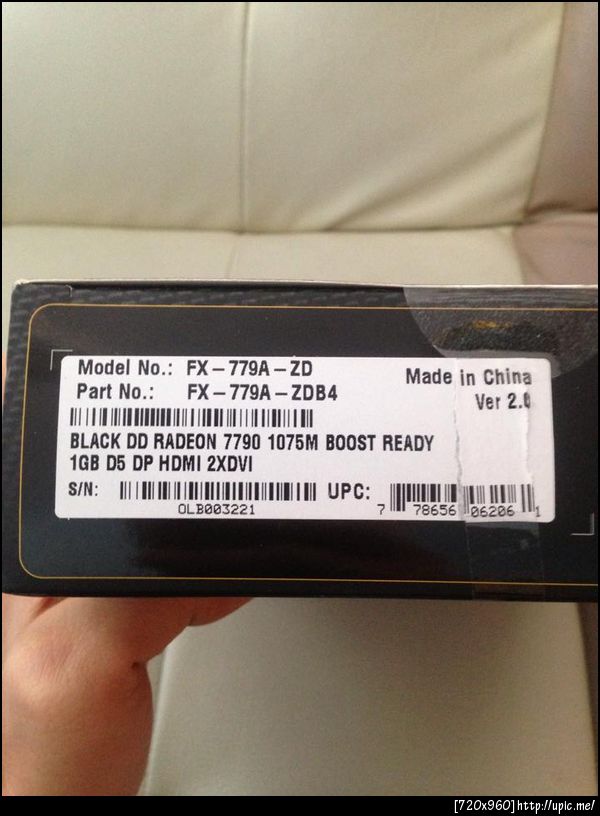 Model No.: FX-779A-ZD
Part No.: FX-779A-ZDB4
Made in China
Ver 2.0
BLACK DD RADEON 7790 1075M BOOST READY
1GB D5 DP HDMI 2XDVI
S/N: OLB003221
UPC: 7 78656 06206 1
[720x960]http://upic.me/